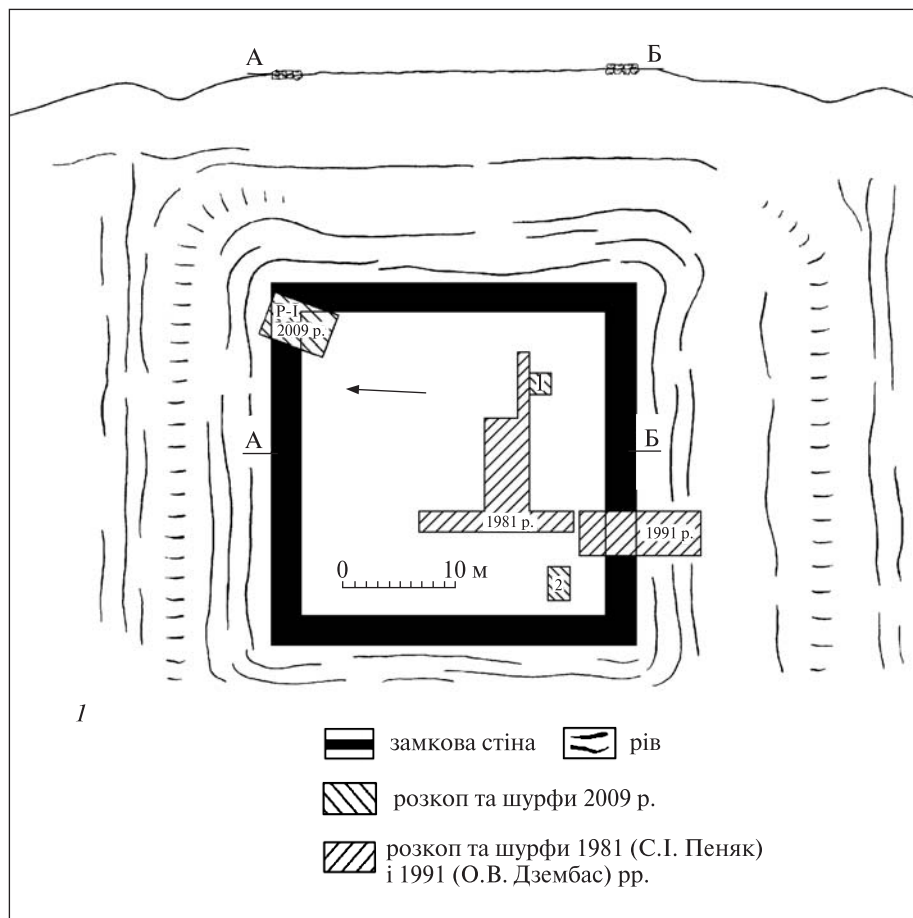 А
Б
Р-І
2009 р.
1
А
Б
1981 р.
1991 р.
0 10 м
2
1
замкова стіна
рів
розкоп та шурфи 2009 р.
розкоп та шурфи 1981 (С.І. Пеняк)
і 1991 (О.В. Дзембас) рр.